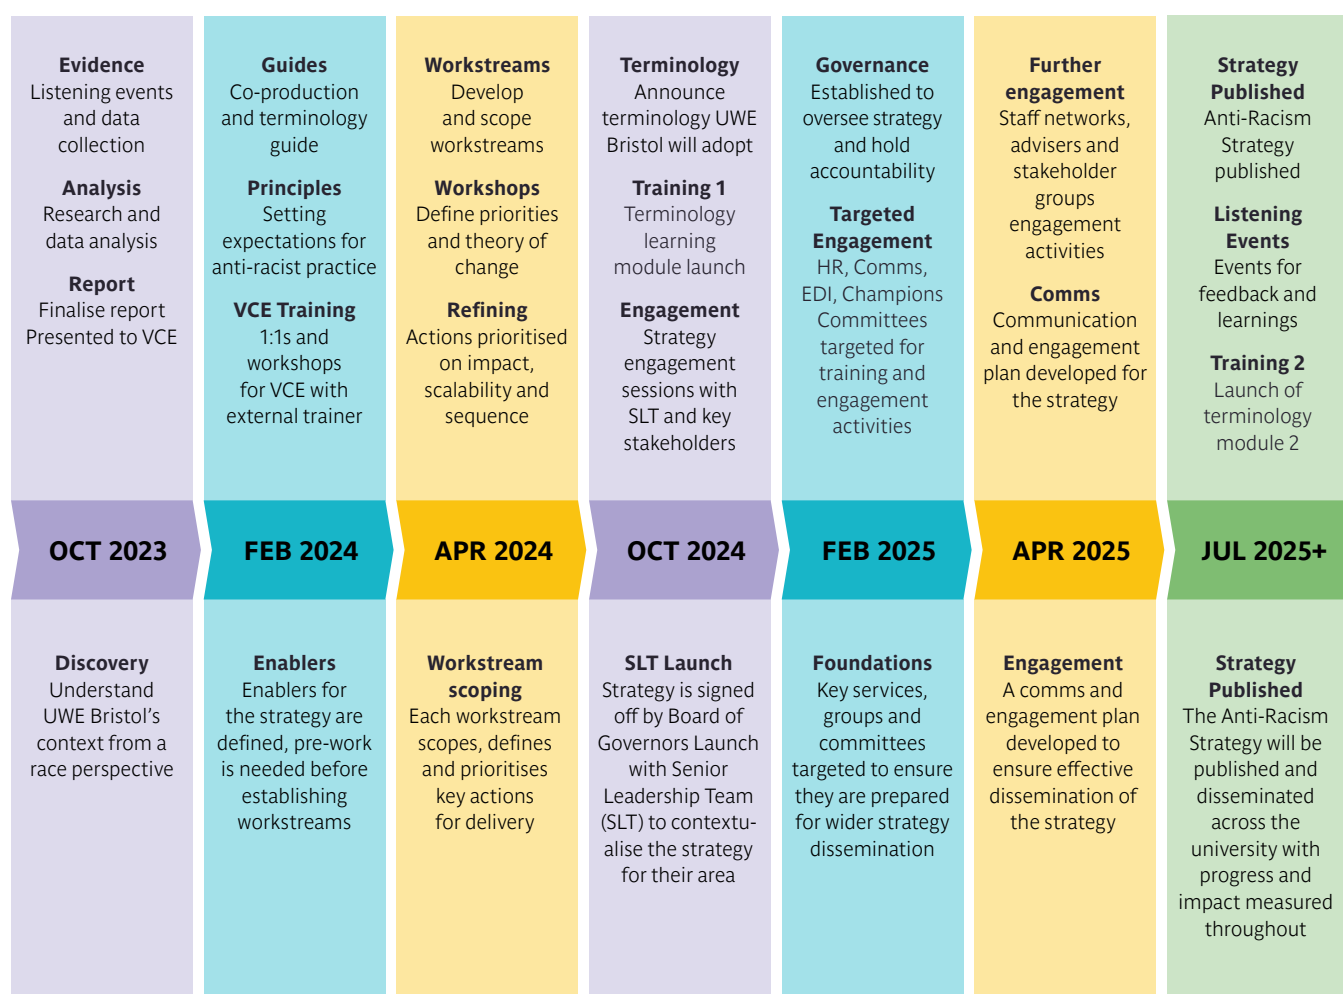 Evidence
Listening events
and data
collection
Analysis
Research and
data analysis
Report
Finalise report
Presented to VCE
Guides
Co-production
and terminology
guide
Principles
Setting
expectations for
anti-racist practice
VCE Training
1:1s and
workshops
for VCE with
external trainer
Workstreams
Develop
and scope
workstreams
Workshops
Define priorities
and theory of
change
Refining
Actions prioritised
on impact,
scalability and
sequence
Terminology
Announce
terminology UWE
Bristol will adopt
Training 1
Terminology
learning
module launch
Engagement
Strategy
engagement
sessions with
SLT and key
stakeholders
Governance
Established to
oversee strategy
and hold
accountability
Targeted
Engagement
HR, Comms,
EDI, Champions
Committees
targeted for
training and
engagement
activities
Further
engagement
Staff networks,
advisers and
stakeholder
groups
engagement
activities
Comms
Communication
and engagement
plan developed for
the strategy
Strategy
Published
Anti-Racism
Strategy
published
Listening
Events
Events for
feedback and
learnings
Training 2
Launch of
terminology
module 2
OCT 2023
FEB 2024
APR 2024
OCT 2024
FEB 2025
APR 2025
JUL 2025+
Discovery
Understand
UWE Bristol's
context from a
race perspective
Enablers
Enablers for
the strategy are
defined, pre-work
is needed before
establishing
workstreams
Workstream
scoping
Each workstream
scopes, defines
and prioritises
key actions
for delivery
SLT Launch
Strategy is signed
off by Board of
Governors Launch
with Senior
Leadership Team
(SLT) to contextu-
alise the strategy
for their area
Foundations
Key services,
groups and
committees
targeted to ensure
they are prepared
for wider strategy
dissemination
Engagement
A comms and
engagement plan
developed to
ensure effective
dissemination of
the strategy
Strategy
Published
The Anti-Racism
Strategy will be
published and
disseminated
across the
university with
progress and
impact measured
throughout